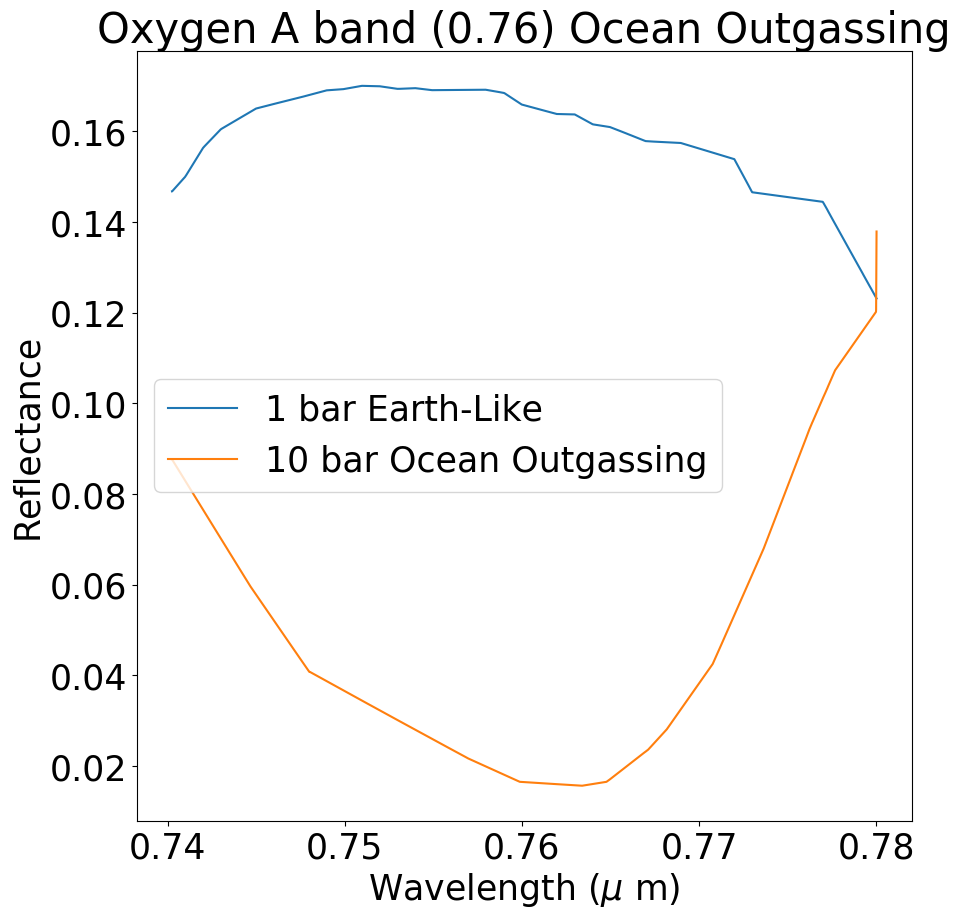 Oxygen A band (0.76) Ocean Outgassing
Reflectance
0.16
0.14
0.12
0.10
0.08
0.06
0.04
0.02
1 bar Earth-Like
10 bar Ocean Outgassing
0.74 0.75 0.76 0.77 0.78
Wavelength (μ m)